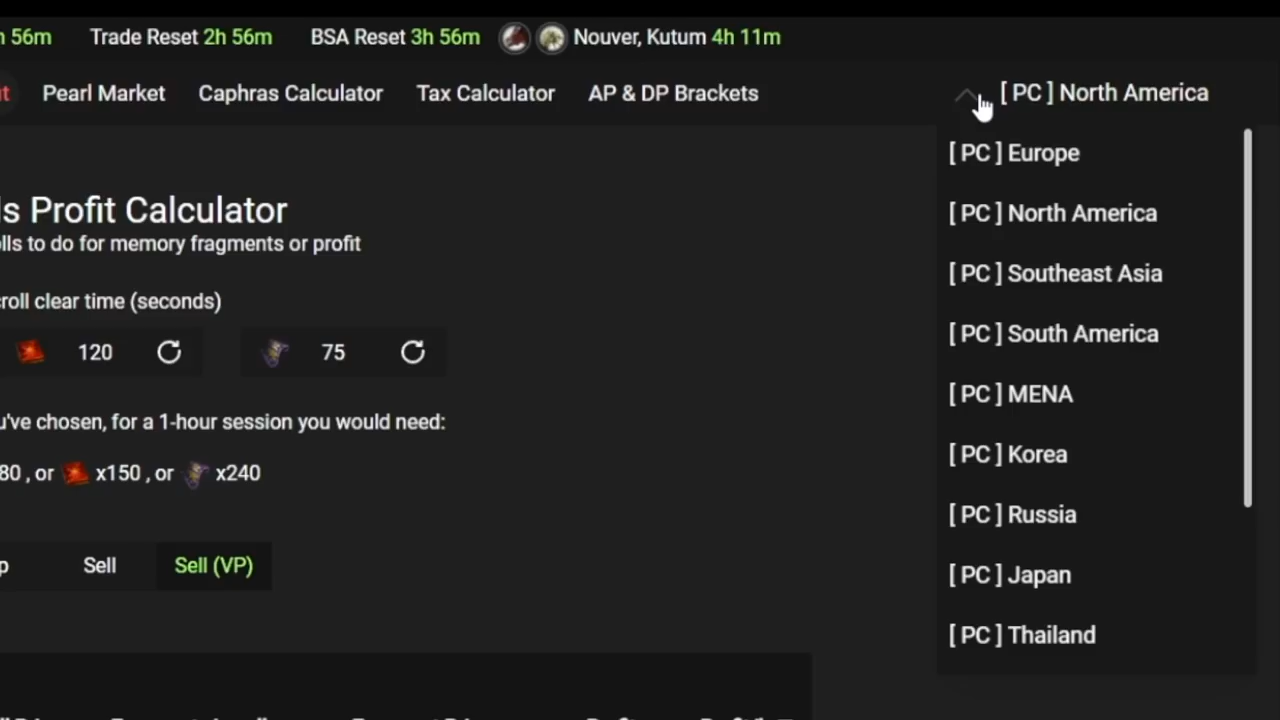 56m Trade Reset 2h 56m BSA Reset 3h 56m Nouver, Kutum 4h 11m
Pearl Market Caphras Calculator Tax Calculator AP & DP Brackets [ PC ] North America
[ PC ] Europe
Profit Calculator
[ PC ] North America
to do for memory fragments or profit
[ PC ] Southeast Asia
clear time (seconds)
[ PC ] South America
120 75
[ PC ] MENA
u've chosen, for a 1-hour session you would need:
[ PC ] Korea
80 , or x150 , or x240
[ PC ] Russia
Sell Sell (VP)
[ PC ] Japan
[ PC ] Thailand